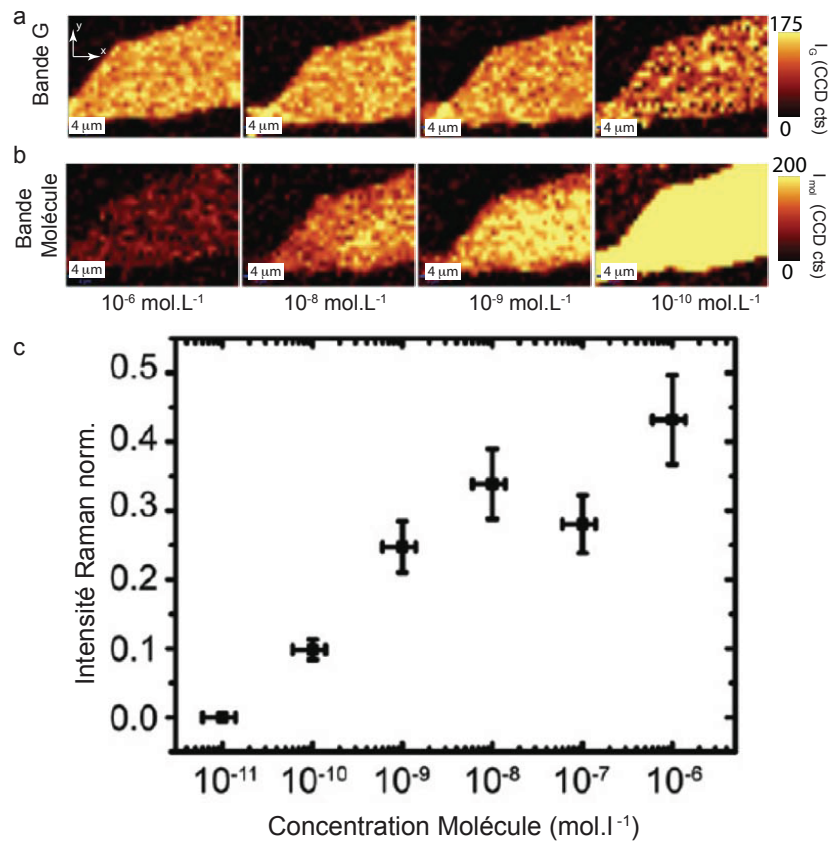 a
Bande G
y
x
4 μm
4 μm
4 μm
4 μm
175
0
I_G (CCD cts)
b
Bande
Molécule
4 μm
4 μm
4 μm
4 μm
200
0
I_mol (CCD cts)
10⁻⁶ mol.L⁻¹
10⁻⁸ mol.L⁻¹
10⁻⁹ mol.L⁻¹
10⁻¹⁰ mol.L⁻¹
c
Intensité Raman norm.
0.5
0.4
0.3
0.2
0.1
0.0
10⁻¹¹
10⁻¹⁰
10⁻⁹
10⁻⁸
10⁻⁷
10⁻⁶
Concentration Molécule (mol.l⁻¹)